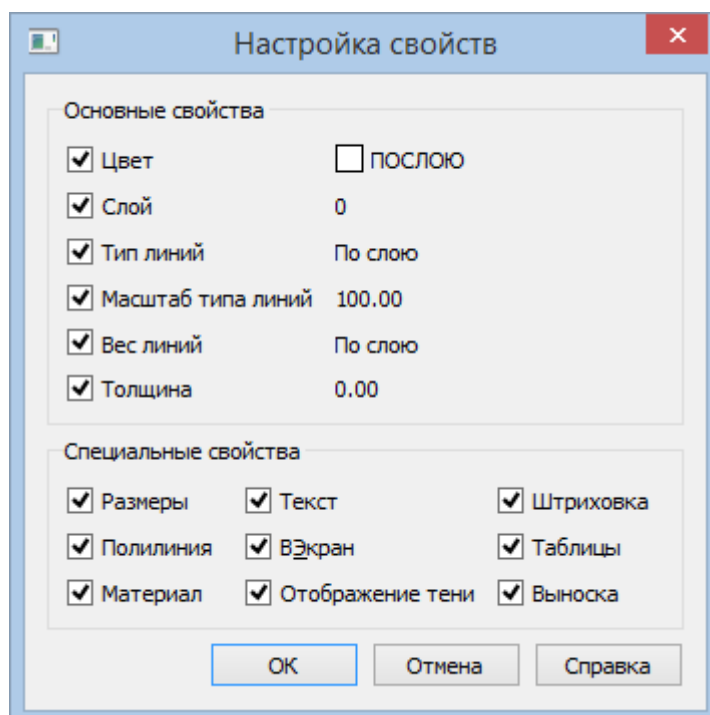 Настройка свойств
Основные свойства
Цвет ПОСЛОЮ
Слой 0
Тип линий По слою
Масштаб типа линий 100.00
Вес линий По слою
Толщина 0.00
Специальные свойства
Размеры Текст Штриховка
Полилиния ВЭкран Таблицы
Материал Отображение тени Выноска
ОК Отмена Справка